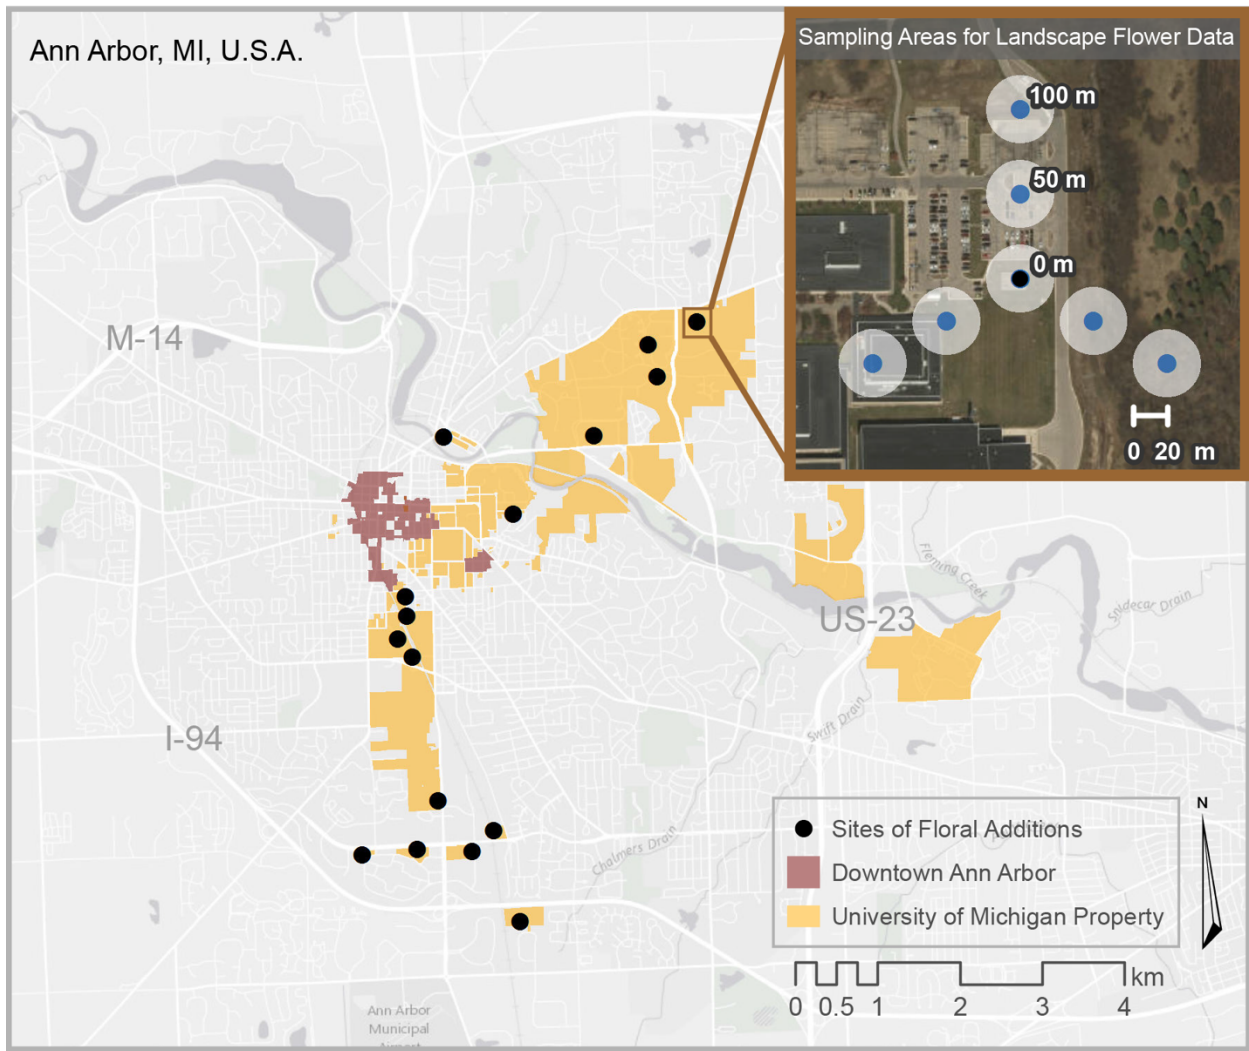 Ann Arbor, MI, U.S.A.
Sampling Areas for Landscape Flower Data
100 m
50 m
0 m
0 20 m
M-14
Fleming Creek
Snidecar Drain
US-23
Swift Drain
I-94
Chalmers Drain
N
Sites of Floral Additions
Downtown Ann Arbor
University of Michigan Property
km
0 0.5 1 2 3 4
Ann Arbor
Municipal